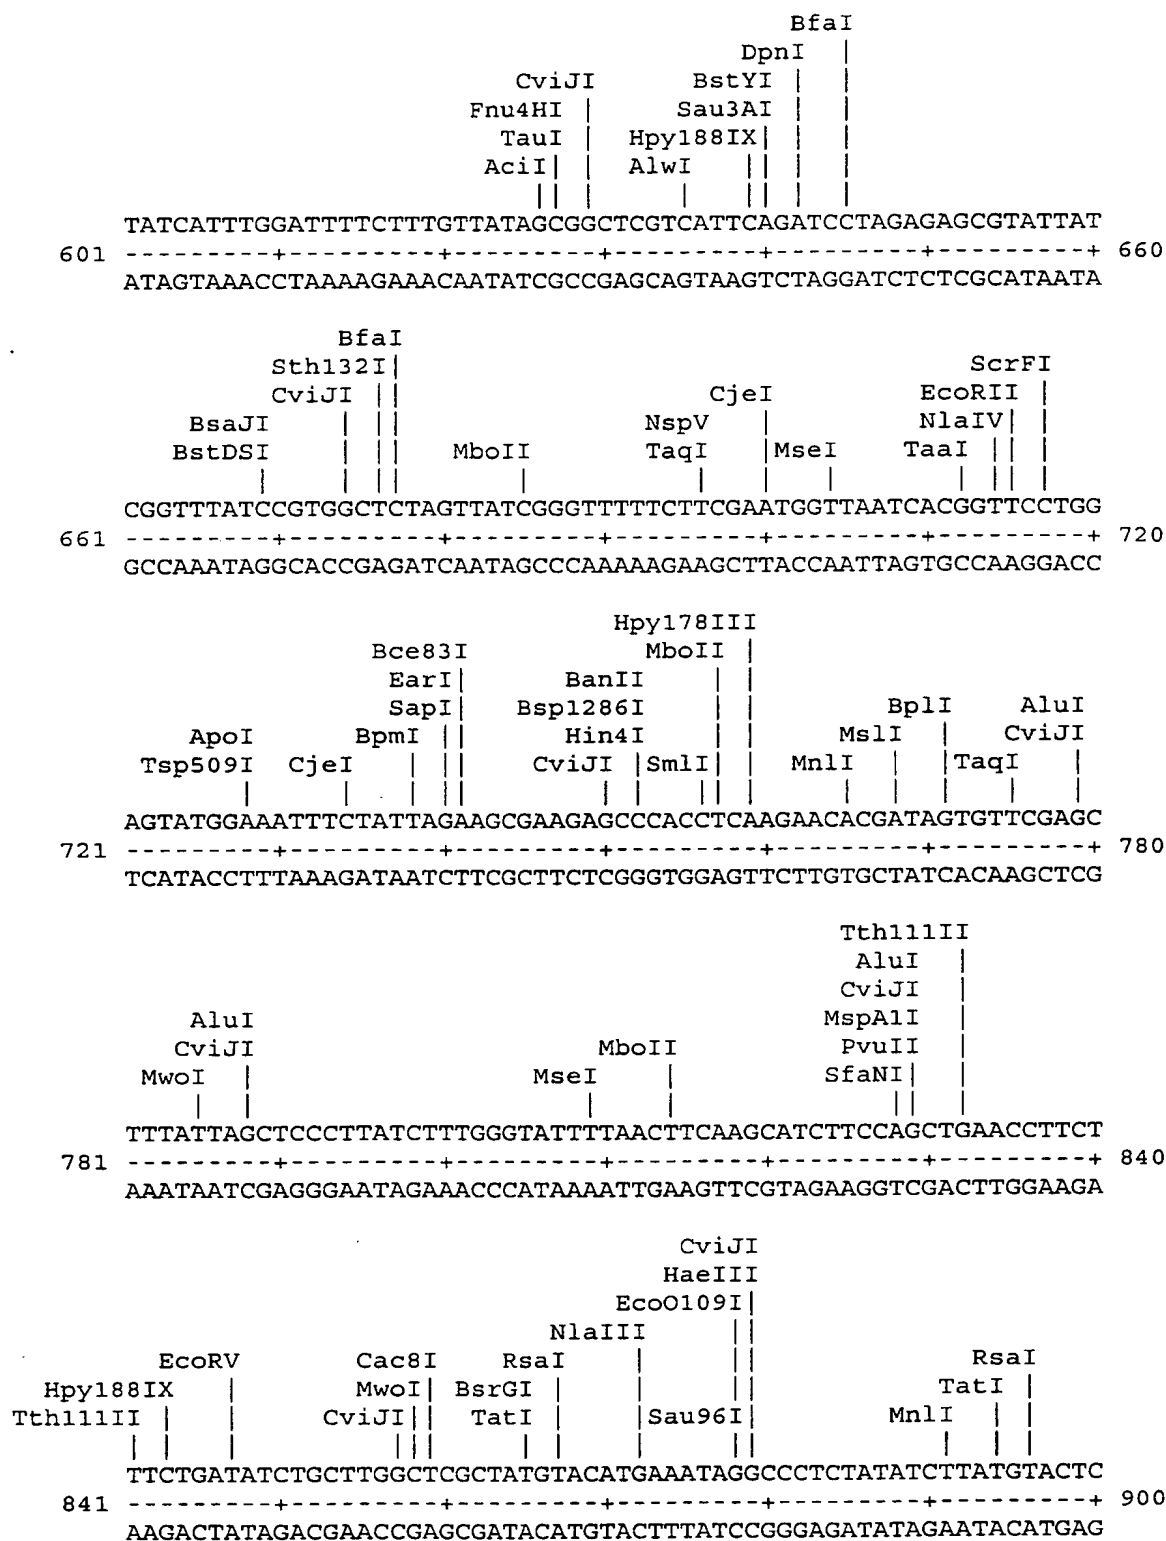 BfaI
DpnI |
CviJI BstYI | |
Fnu4HI | Sau3AI | |
TauI | Hpy188IX| | |
AciI| | AlwI || | |
|| | | || | |
TATCATTTGGATTTTCTTTGTTATAGCGGCTCGTCATTCAGATCCTAGAGAGCGTATTAT
601 ---------+---------+---------+---------+---------+---------+ 660
ATAGTAAACCTAAAAGAAACAATATCGCCGAGCAGTAAGTCTAGGATCTCTCGCATAATA
BfaI
Sth132I| ScrFI
CviJI || CjeI EcoRII |
BsaJI | || NspV | NlaIV| |
BstDSI | || MboII TaqI |MseI TaaI || |
| | || | | | | | || |
CGGTTTATCCGTGGCTCTAGTTATCGGGTTTTTCTTCGAATGGTTAATCACGGTTCCTGG
661 ---------+---------+---------+---------+---------+---------+ 720
GCCAAATAGGCACCGAGATCAATAGCCCAAAAAGAAGCTTACCAATTAGTGCCAAGGACC
Hpy178III
Bce83I MboII |
EarI| BanII | |
SapI| Bsp1286I | | BplI AluI
ApoI BpmI || Hin4I | | MslI | CviJI
Tsp509I CjeI | || CviJI |SmlI | | MnlI | |TaqI |
| | | || | | || | | | | | |
AGTATGGAAATTTCTATTAGAAGCGAAGAGCCCACCTCAAGAACACGATAGTGTTCGAGC
721 ---------+---------+---------+---------+---------+---------+ 780
TCATACCTTTAAAGATAATCTTCGCTTCTCGGGTGGAGTTCTTGTGCTATCACAAGCTCG
Tth111II
AluI |
CviJI |
AluI MspA1I |
CviJI MboII PvuII |
MwoI | MseI | SfaNI| |
| | | | || |
TTTATTAGCTCCCTTATCTTTGGGTATTTTAACTTCAAGCATCTTCCAGCTGAACCTTCT
781 ---------+---------+---------+---------+---------+---------+ 840
AAATAATCGAGGGAATAGAAACCCATAAAATTGAAGTTCGTAGAAGGTCGACTTGGAAGA
CviJI
HaeIII
EcoO109I|
NlaIII ||
EcoRV Cac8I RsaI | || RsaI
Hpy188IX | MwoI| BsrGI | | || TatI |
Tth111II | | CviJI|| TatI | |Sau96I| MnlI | |
| | | ||| | | | || | | |
TTCTGATATCTGCTTGGCTCGCTATGTACATGAAATAGGCCCTCTATATCTTATGTACTC
841 ---------+---------+---------+---------+---------+---------+ 900
AAGACTATAGACGAACCGAGCGATACATGTACTTTATCCGGGAGATATAGAATACATGAG